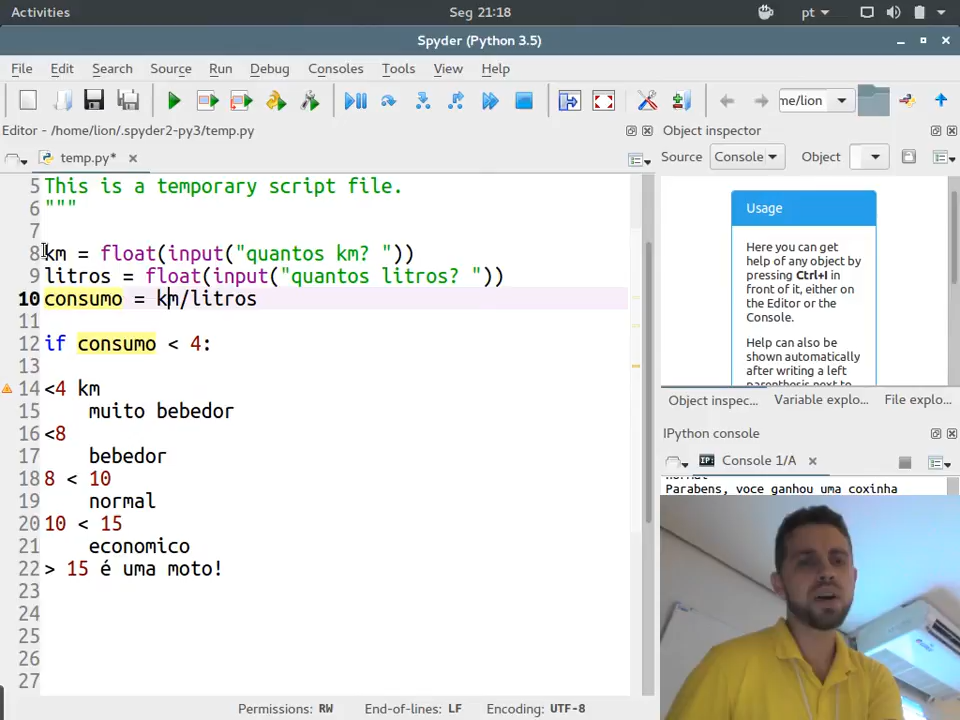 Activities
Seg 21:18
pt
Spyder (Python 3.5)
File Edit Search Source Run Debug Consoles Tools View Help
me/lion
Editor - /home/lion/.spyder2-py3/temp.py
Object inspector
temp.py*
Source Console Object
5 This is a temporary script file.
6 """
7
8 km = float(input("quantos km? "))
9 litros = float(input("quantos litros? "))
10 consumo = km/litros
11
12 if consumo < 4:
13
14 <4 km
15 muito bebedor
16 <8
17 bebedor
18 8 < 10
19 normal
20 10 < 15
21 economico
22 > 15 é uma moto!
23
24
25
26
27
Usage
Here you can get
help of any object by
pressing Ctrl+I in
front of it, either on
the Editor or the
Console.
Help can also be
shown automatically
after writing a left
parenthesis next to
Object inspec... Variable explo... File explo...
IPython console
IP: Console 1/A
normal
Parabens, voce ganhou uma coxinha
Permissions: RW End-of-lines: LF Encoding: UTF-8